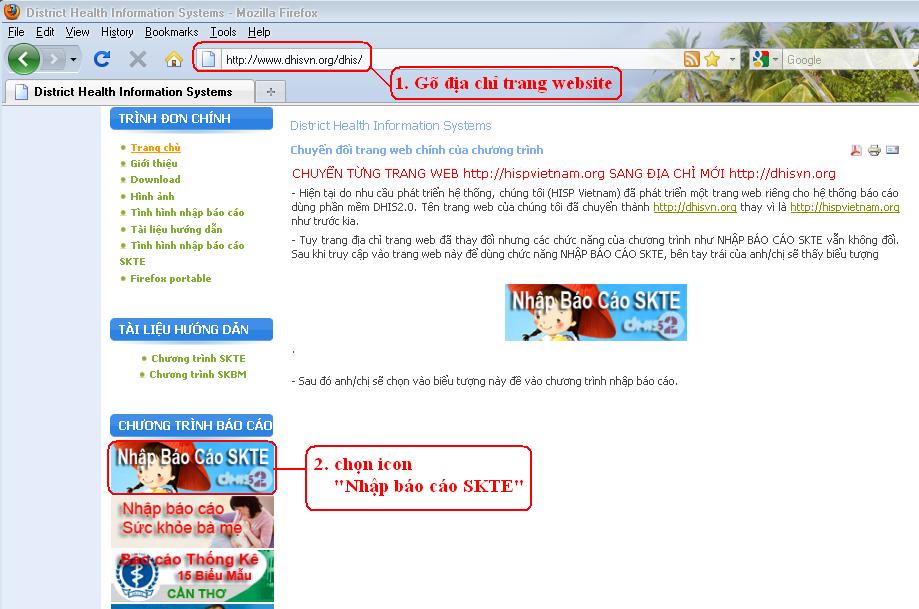 District Health Information Systems - Mozilla Firefox
File Edit View History Bookmarks Tools Help
http://www.dhisvn.org/dhis/
Google
1. Gõ địa chỉ trang website
District Health Information Systems
TRÌNH ĐƠN CHÍNH
Trang chủ
Giới thiệu
Download
Hình ảnh
Tình hình nhập báo cáo
Tài liệu hướng dẫn
Tình hình nhập báo cáo
SKTE
Firefox portable
TÀI LIỆU HƯỚNG DẪN
Chương trình SKTE
Chương trình SKBM
CHƯƠNG TRÌNH BÁO CÁO
Nhập Báo Cáo SKTE
dhis2
Nhập báo cáo
Sức khỏe bà mẹ
Báo cáo Thống Kê
15 Biểu Mẫu
CẦN THƠ
District Health Information Systems
Chuyển đổi trang web chính của chương trình
CHUYỂN TỪNG TRANG WEB http://hispvietnam.org SANG ĐỊA CHỈ MỚI http://dhisvn.org
- Hiện tại do nhu cầu phát triển hệ thống, chúng tôi (HISP Vietnam) đã phát triển một trang web riêng cho hệ thống báo cáo
dùng phần mềm DHIS2.0. Tên trang web của chúng tôi đã chuyển thành http://dhisvn.org thay vì là http://hispvietnam.org
như trước kia.
- Tuy trang địa chỉ trang web đã thay đổi nhưng các chức năng của chương trình như NHẬP BÁO CÁO SKTE vẫn không đổi.
Sau khi truy cập vào trang web này để dùng chức năng NHẬP BÁO CÁO SKTE, bên tay trái của anh/chị sẽ thấy biểu tượng
Nhập Báo Cáo SKTE
dhis2
.
- Sau đó anh/chị sẽ chọn vào biểu tượng này để vào chương trình nhập báo cáo.
2. chọn icon
"Nhập báo cáo SKTE"